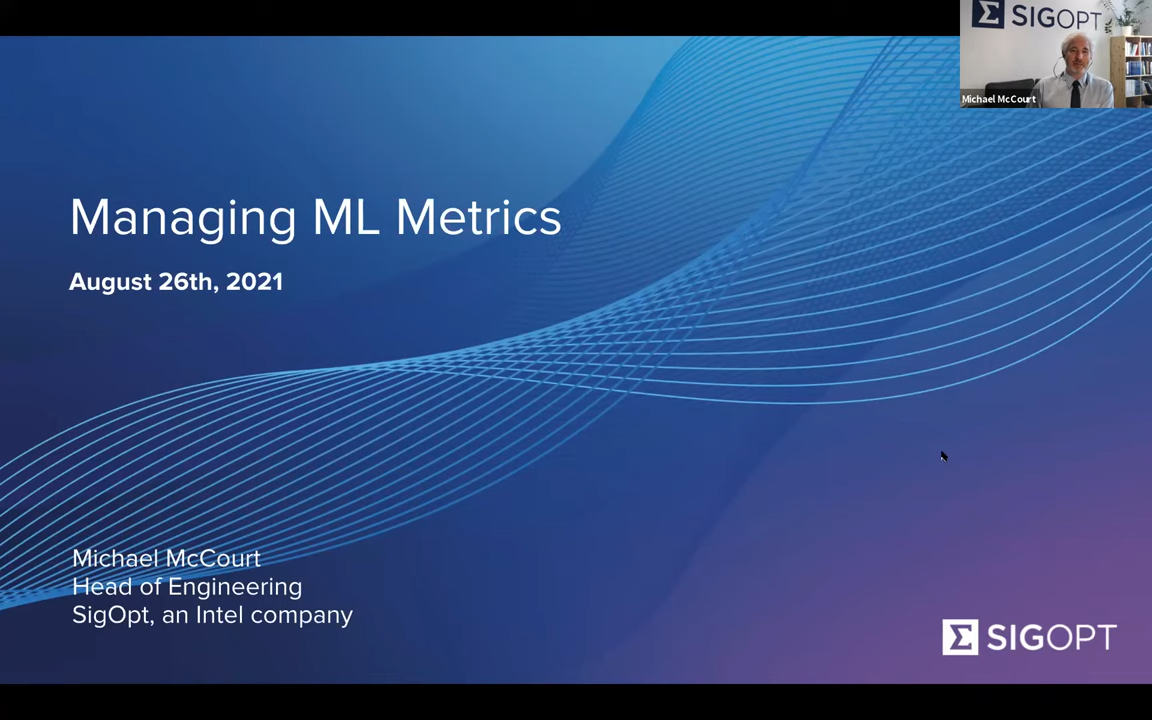 SIGOPT
Michael McCourt
Managing ML Metrics
August 26th, 2021
Michael McCourt
Head of Engineering
SigOpt, an Intel company
SIGOPT